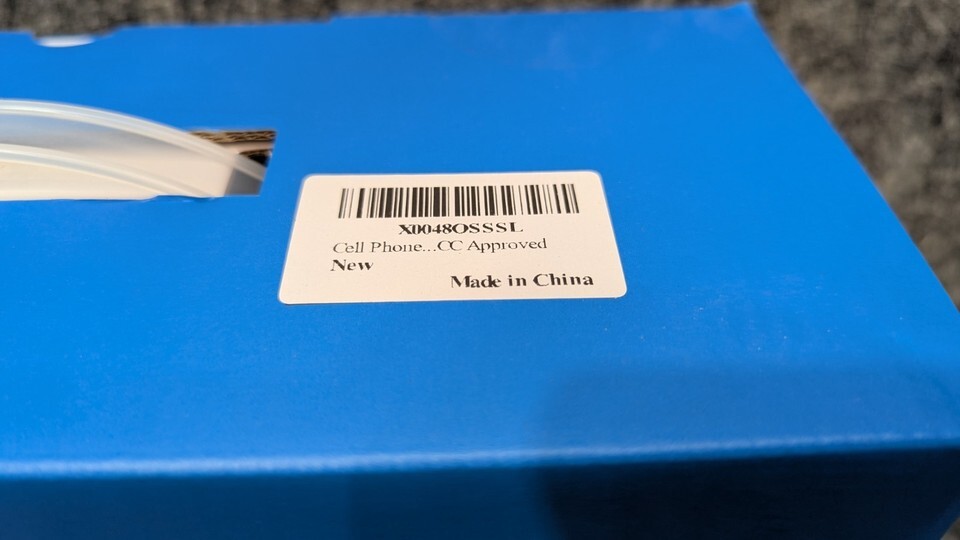 X0048OSSSL
Cell Phone...CC Approved
New
Made in China